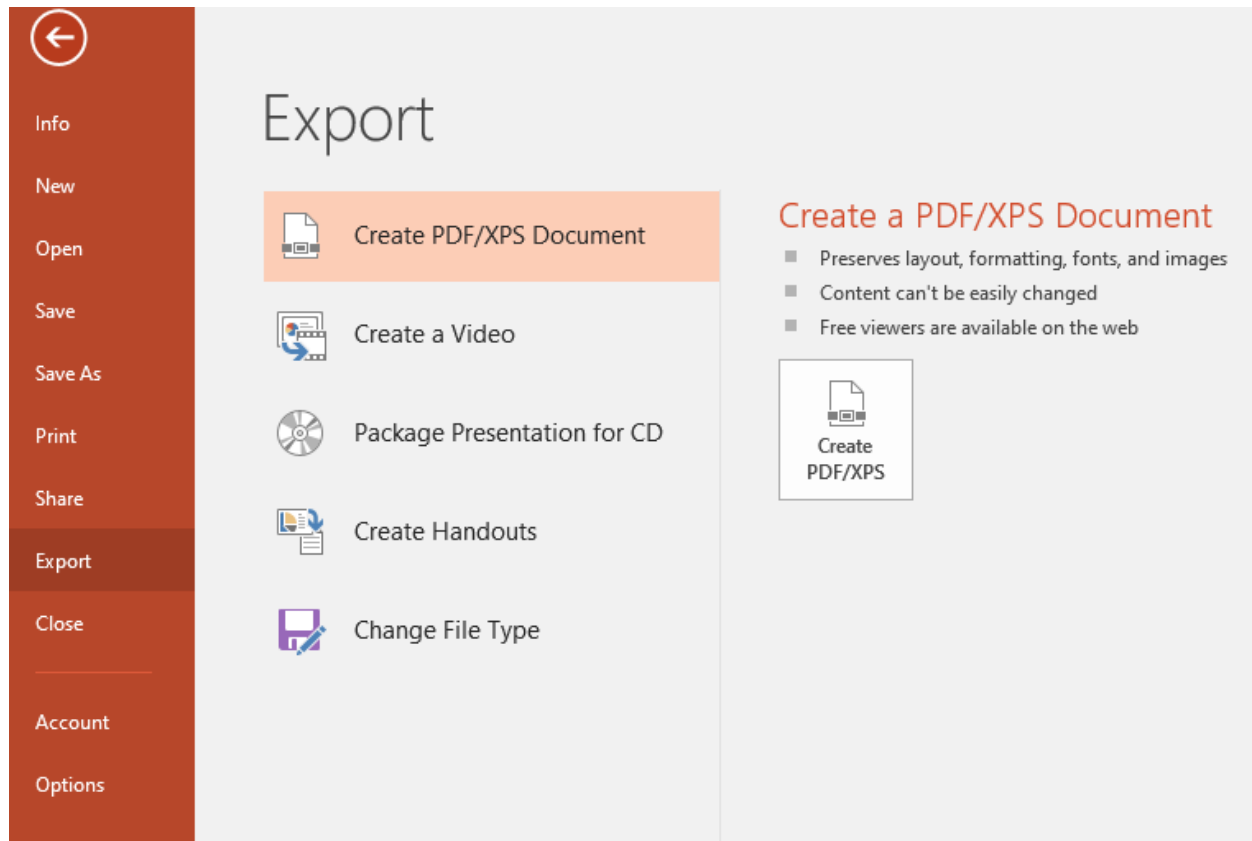 Info
New
Open
Save
Save As
Print
Share
Export
Close
Account
Options
Export
Create PDF/XPS Document
Create a Video
Package Presentation for CD
Create Handouts
Change File Type
Create a PDF/XPS Document
Preserves layout, formatting, fonts, and images
Content can't be easily changed
Free viewers are available on the web
Create
PDF/XPS